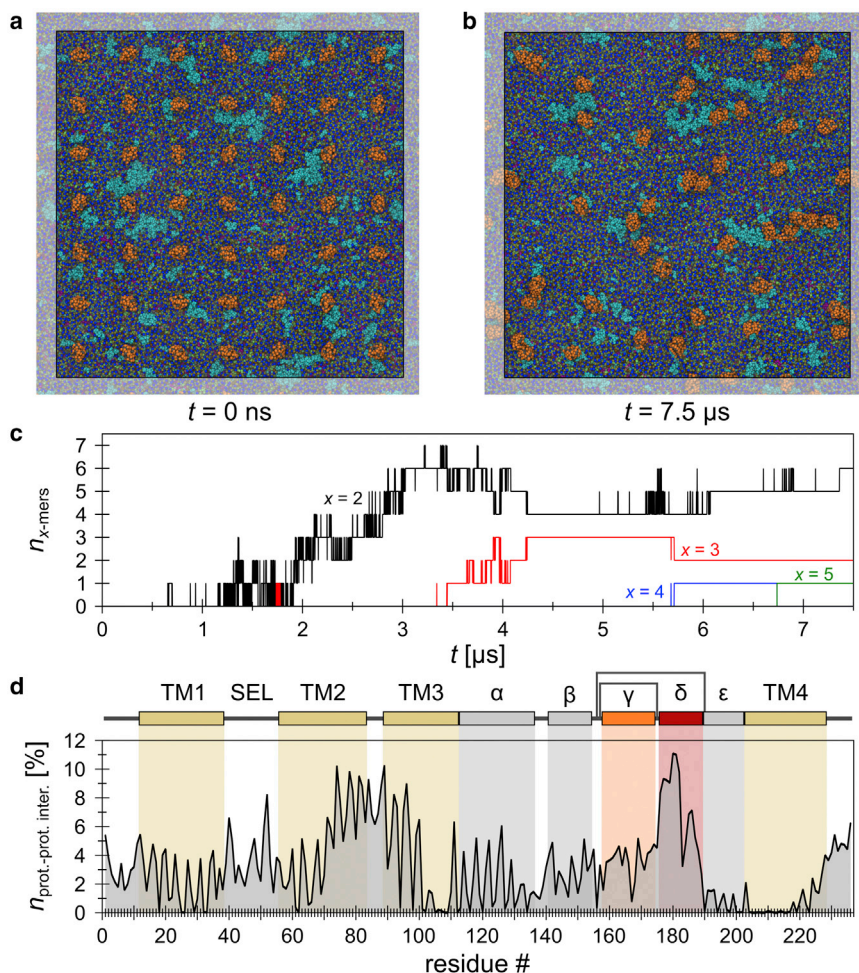 a
b
t = 0 ns
t = 7.5 µs
c
7
6
5
4
3
2
1
0
n x-mers
x = 2
x = 3
x = 4
x = 5
0 1 2 3 4 5 6 7
t [µs]
d
TM1 SEL TM2 TM3 α β γ δ ε TM4
12
10
8
6
4
2
0
n prot.-prot. inter. [%]
0 20 40 60 80 100 120 140 160 180 200 220
residue #